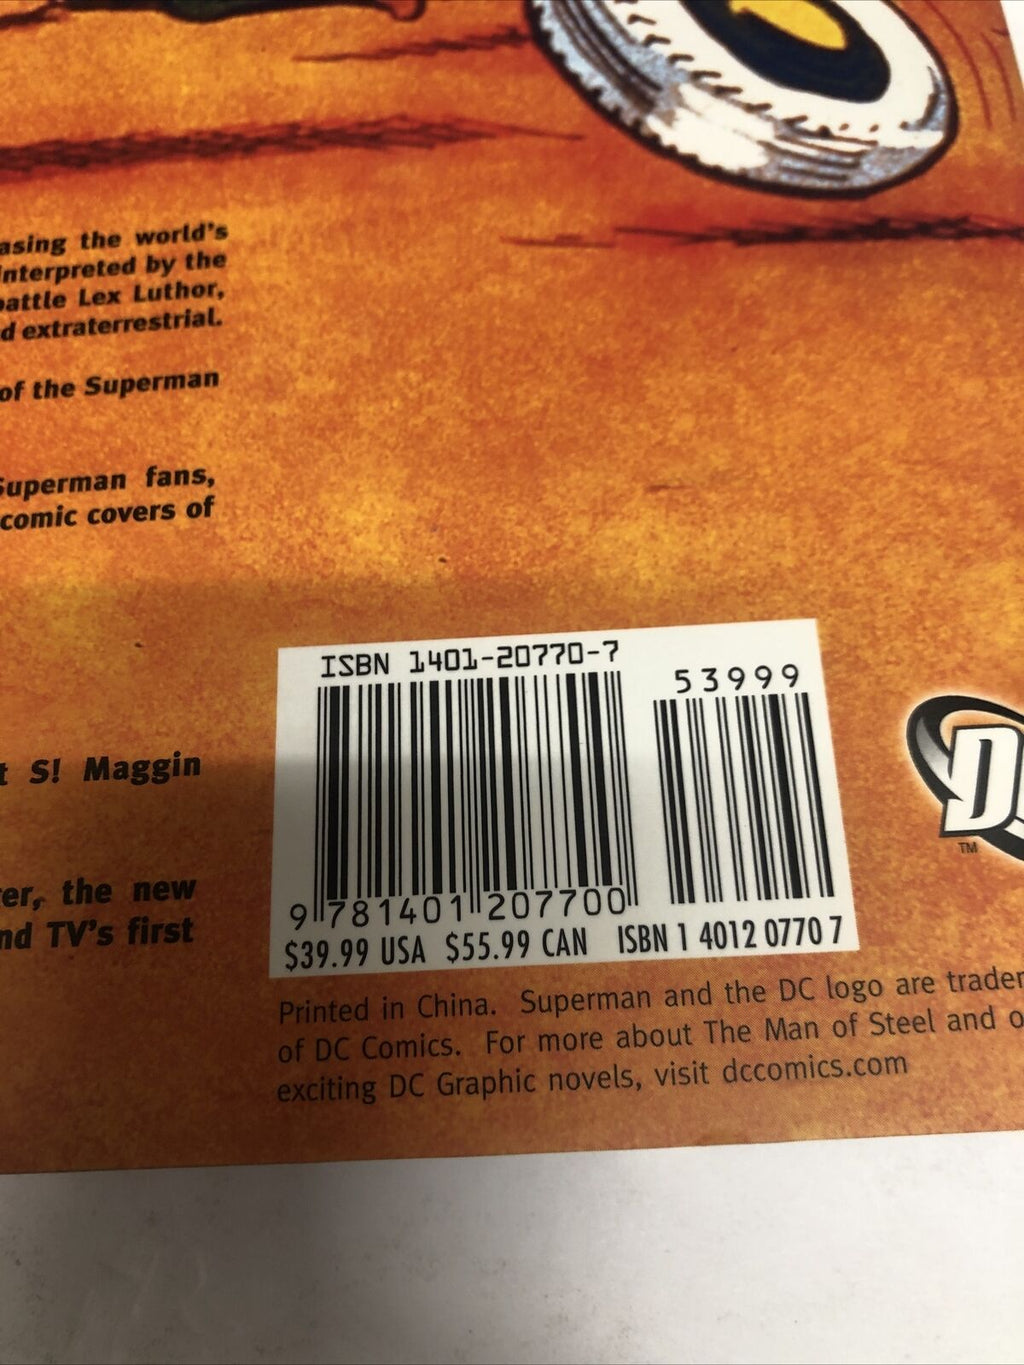 asing the world's
interpreted by the
battle Lex Luthor,
d extraterrestrial.
of the Superman
Superman fans,
comic covers of
t S! Maggin
er, the new
nd TV's first
ISBN 1401-20770-7
53999
9 781401 207700
$39.99 USA $55.99 CAN ISBN 1 4012 0770 7
Printed in China. Superman and the DC logo are trader
of DC Comics. For more about The Man of Steel and o
exciting DC Graphic novels, visit dccomics.com
D
TM